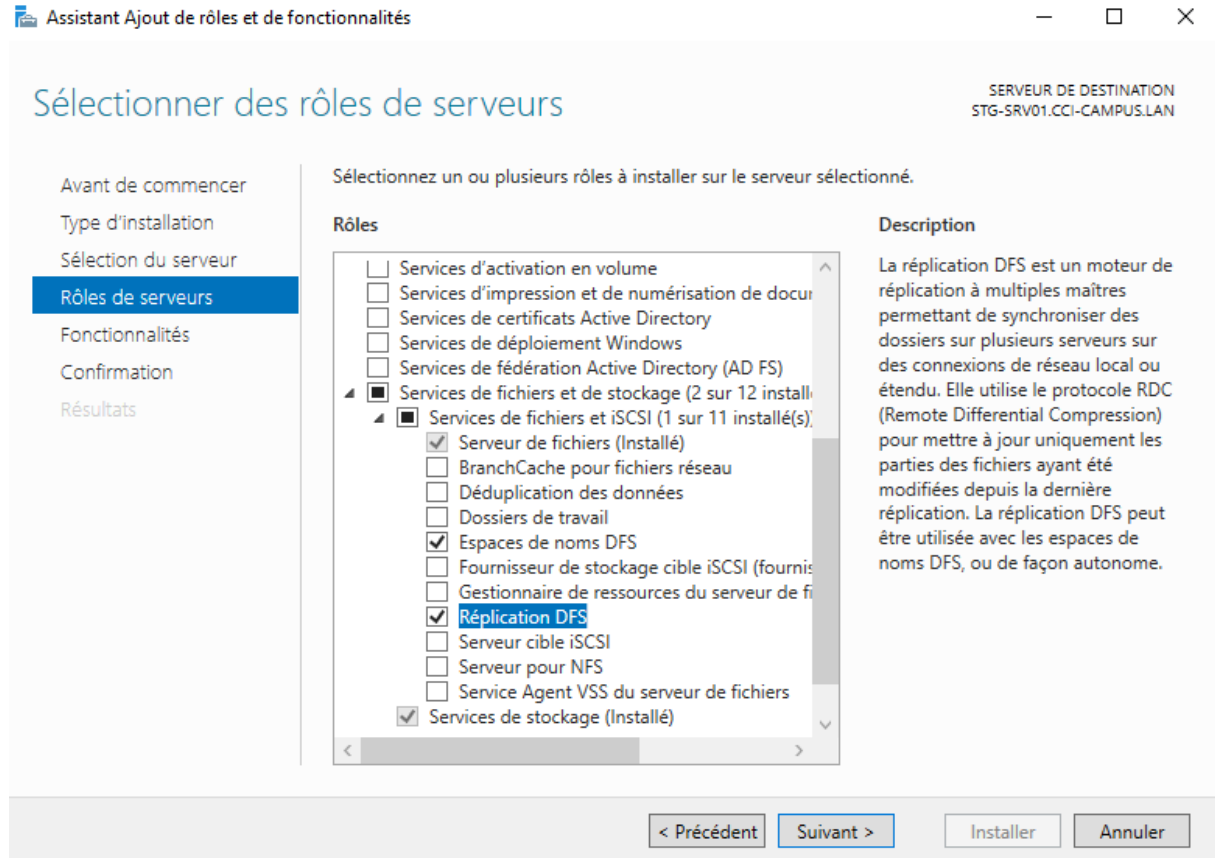 Assistant Ajout de rôles et de fonctionnalités
Sélectionner des rôles de serveurs
SERVEUR DE DESTINATION
STG-SRV01.CCI-CAMPUS.LAN
Avant de commencer
Type d'installation
Sélection du serveur
Rôles de serveurs
Fonctionnalités
Confirmation
Résultats
Sélectionnez un ou plusieurs rôles à installer sur le serveur sélectionné.
Rôles
Services d'activation en volume
Services d'impression et de numérisation de docur
Services de certificats Active Directory
Services de déploiement Windows
Services de fédération Active Directory (AD FS)
Services de fichiers et de stockage (2 sur 12 install
Services de fichiers et iSCSI (1 sur 11 installé(s))
Serveur de fichiers (Installé)
BranchCache pour fichiers réseau
Déduplication des données
Dossiers de travail
Espaces de noms DFS
Fournisseur de stockage cible iSCSI (fournis
Gestionnaire de ressources du serveur de fi
Réplication DFS
Serveur cible iSCSI
Serveur pour NFS
Service Agent VSS du serveur de fichiers
Services de stockage (Installé)
Description
La réplication DFS est un moteur de
réplication à multiples maîtres
permettant de synchroniser des
dossiers sur plusieurs serveurs sur
des connexions de réseau local ou
étendu. Elle utilise le protocole RDC
(Remote Differential Compression)
pour mettre à jour uniquement les
parties des fichiers ayant été
modifiées depuis la dernière
réplication. La réplication DFS peut
être utilisée avec les espaces de
noms DFS, ou de façon autonome.
< Précédent
Suivant >
Installer
Annuler